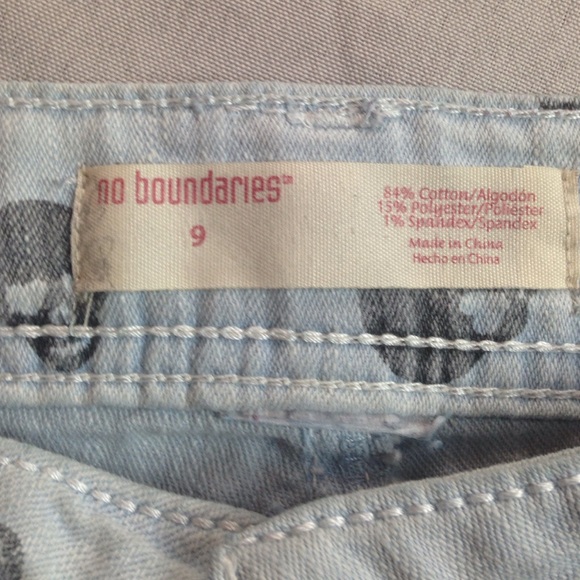 no boundaries™
9
84% Cotton/Algodón
15% Polyester/Poliéster
1% Spandex/Spandex
Made in China
Hecho en China